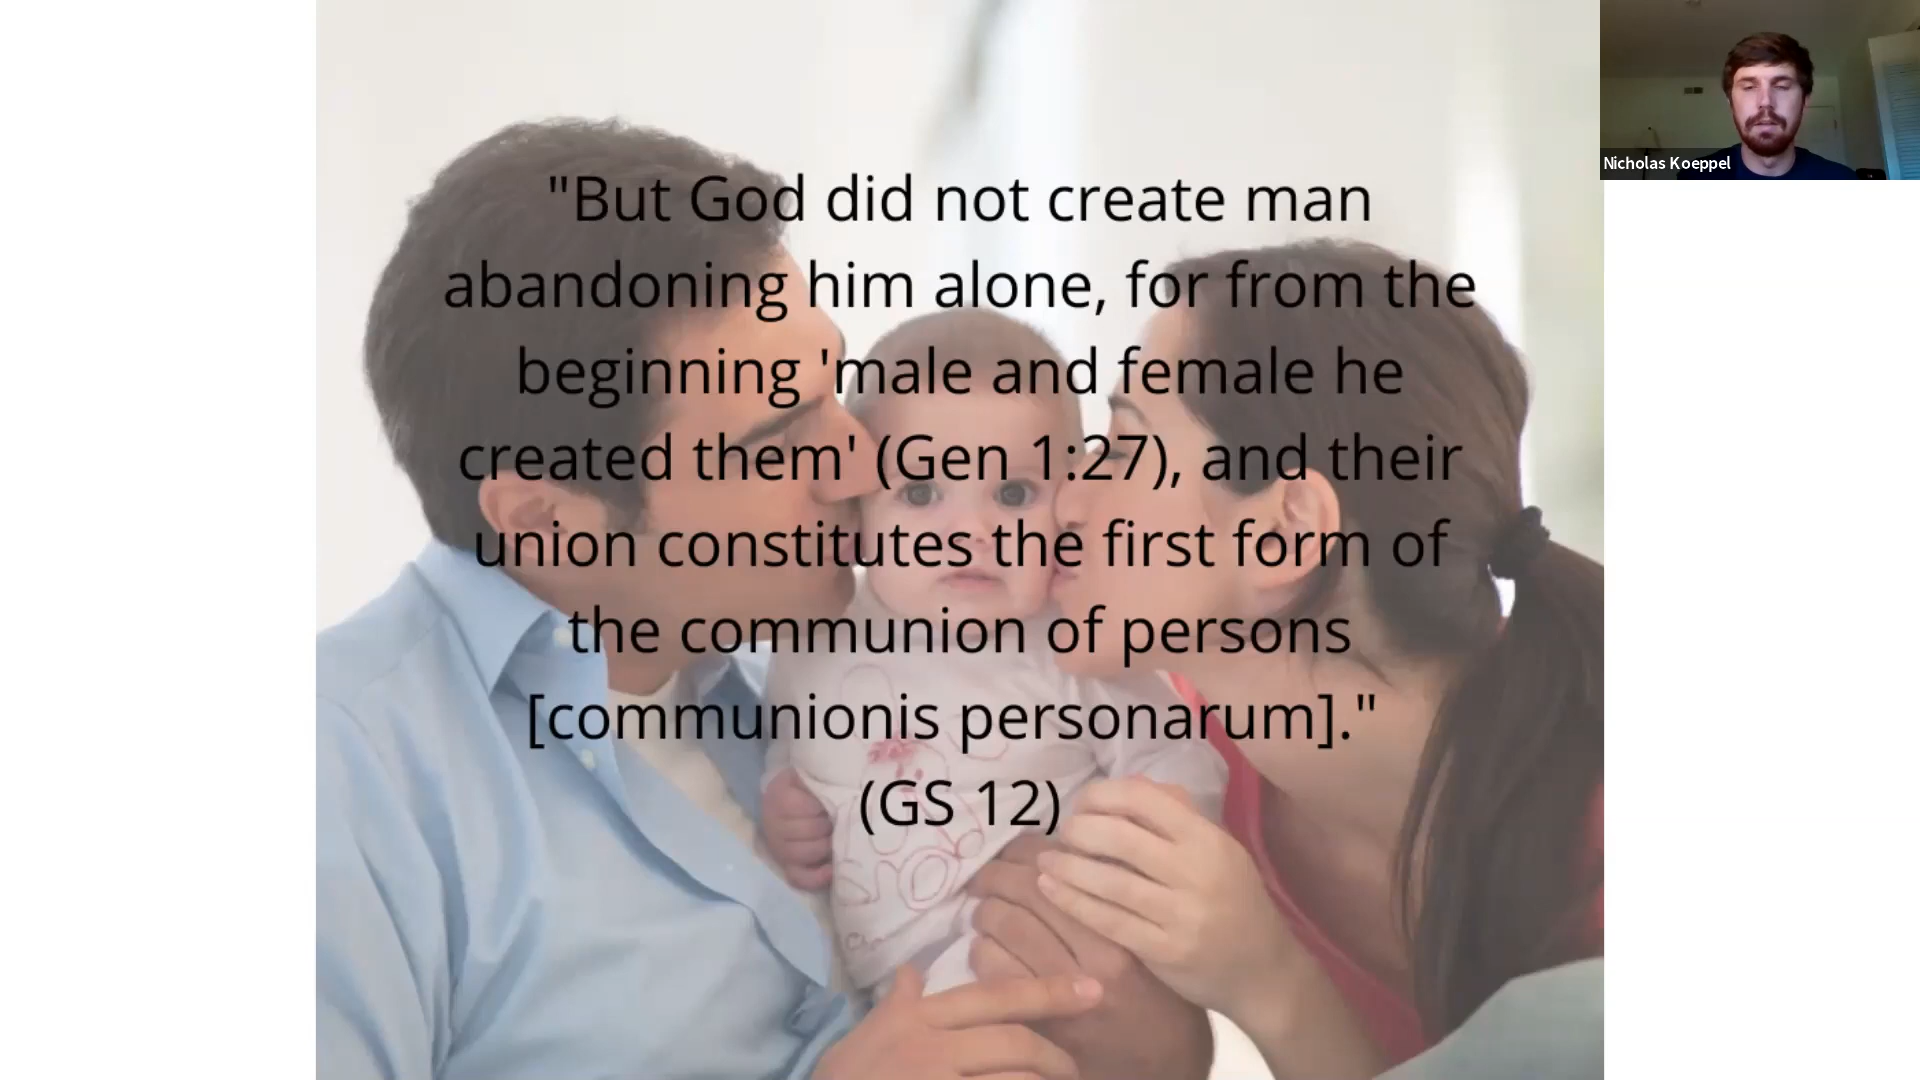 "But God did not create man
abandoning him alone, for from the
beginning 'male and female he
created them' (Gen 1:27), and their
union constitutes the first form of
the communion of persons
[communionis personarum]."
(GS 12)
Nicholas Koeppel